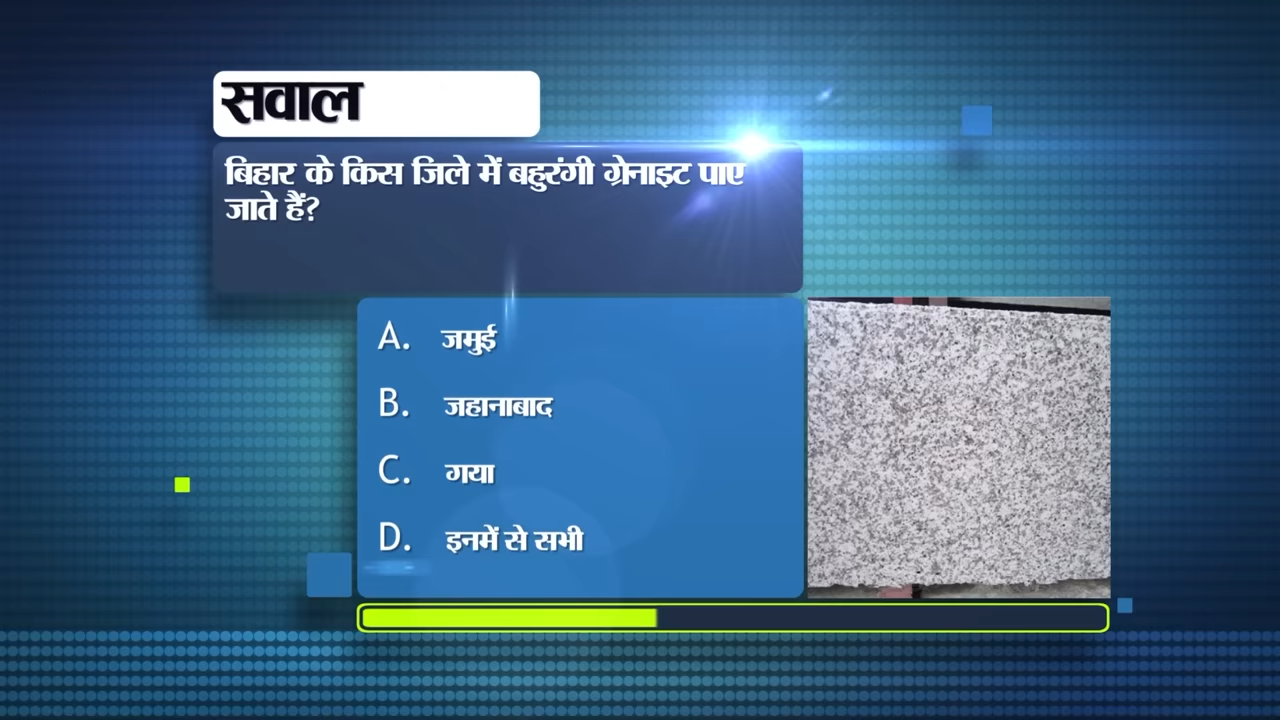 सवाल
बिहार के किस जिले में बहुरंगी ग्रेनाइट पाए
जाते हैं?
A. जमुई
B. जहानाबाद
C. गया
D. इनमें से सभी